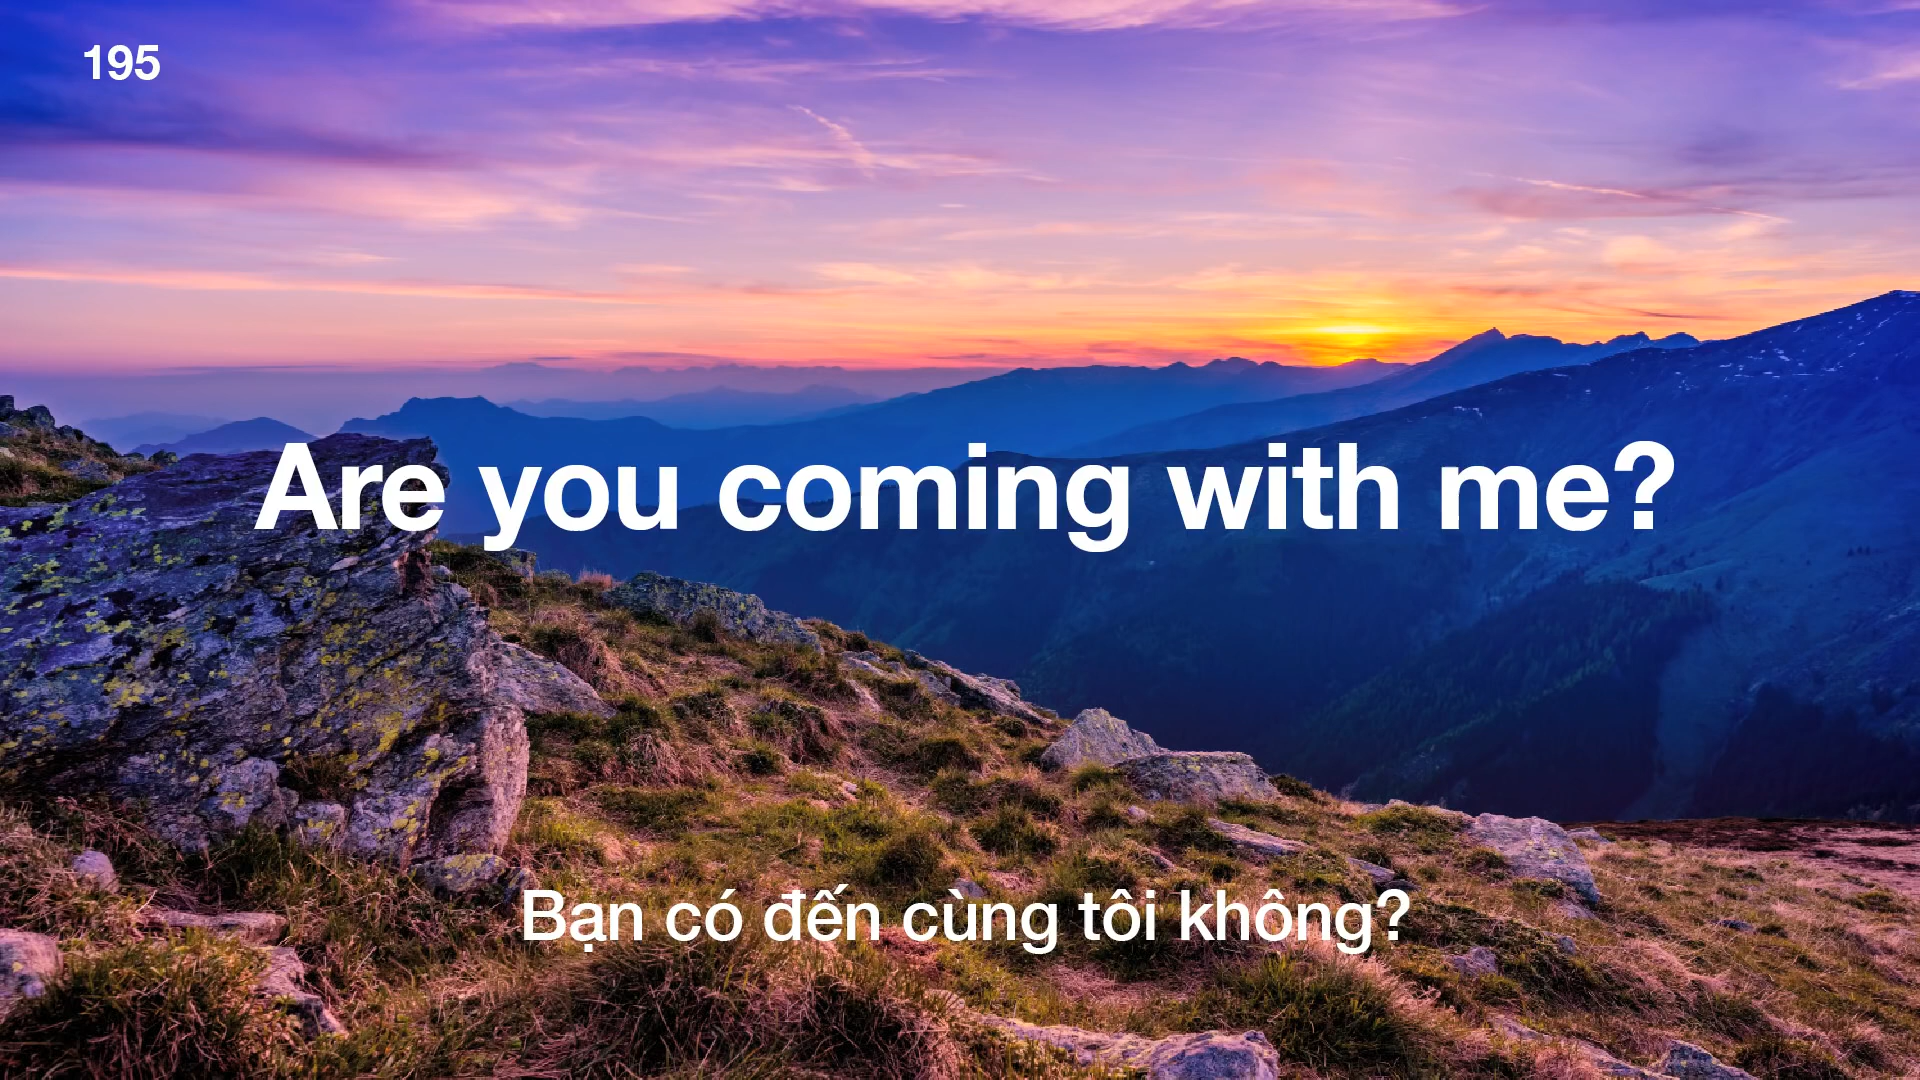 195
Are you coming with me?
Bạn có đến cùng tôi không?